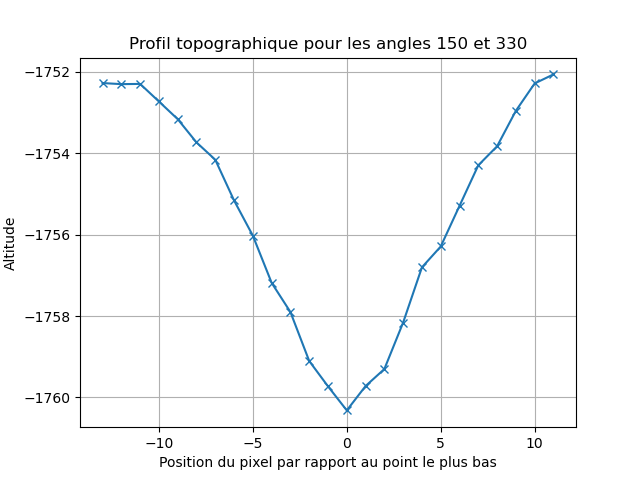 Profil topographique pour les angles 150 et 330
−1752
−1754
−1756
−1758
−1760
Altitude
−10 −5 0 5 10
Position du pixel par rapport au point le plus bas